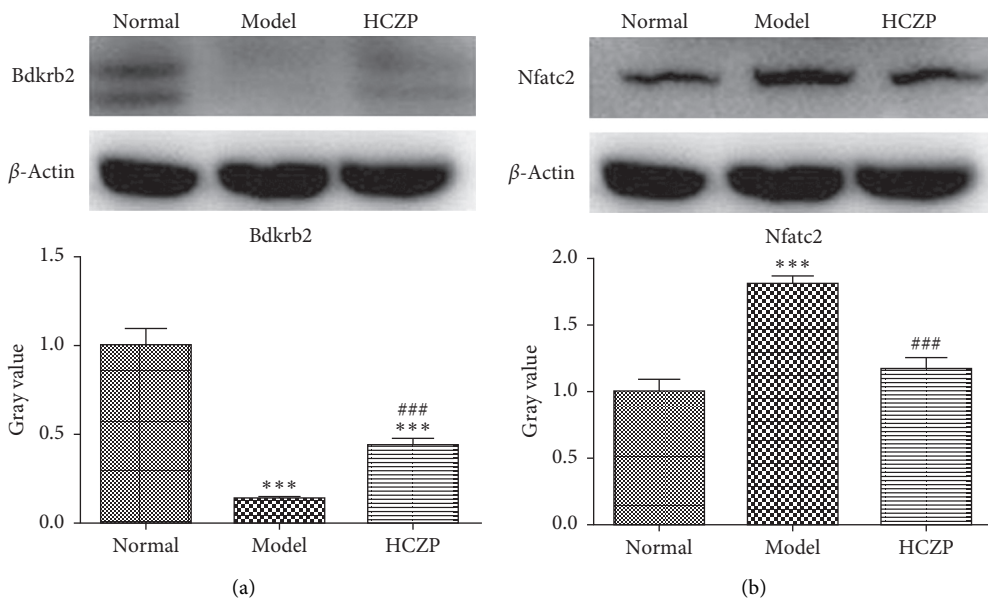 Normal Model HCZP
Bdkrb2
β-Actin
Bdkrb2
1.5
1.0
0.5
0.0
Gray value
***
###
***
Normal Model HCZP
(a)
Normal Model HCZP
Nfatc2
β-Actin
Nfatc2
2.0
1.5
1.0
0.5
0.0
Gray value
***
###
Normal Model HCZP
(b)